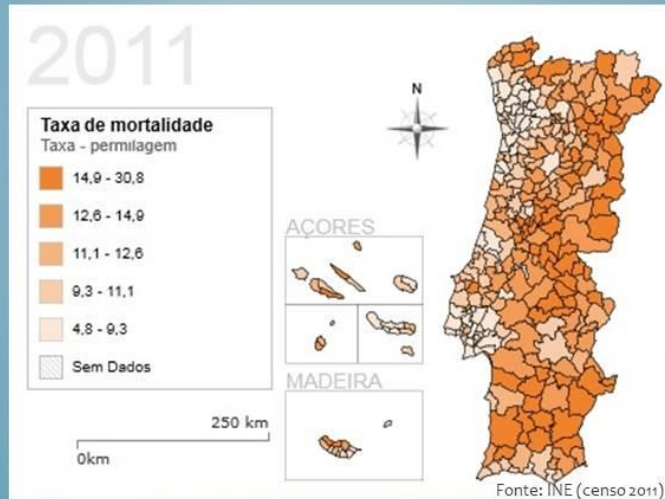 2011
Taxa de mortalidade
Taxa - permilagem
14,9 - 30,8
12,6 - 14,9
11,1 - 12,6
9,3 - 11,1
4,8 - 9,3
Sem Dados
250 km
0km
N
AÇORES
MADEIRA
Fonte: INE (censo 2011)